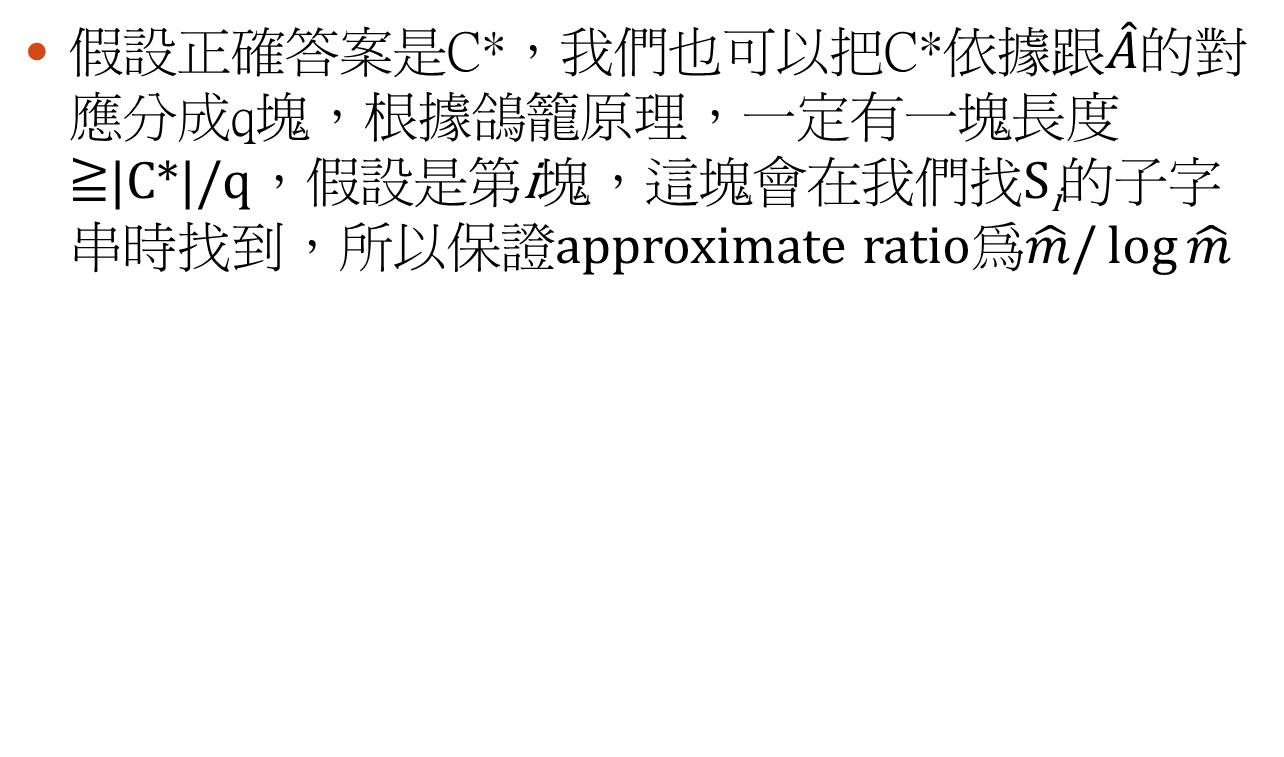 • 假設正確答案是C*，我們也可以把C*依據跟Â的對
應分成q塊，根據鴿籠原理，一定有一塊長度
≧|C*|/q，假設是第i塊，這塊會在我們找Sᵢ的子字
串時找到，所以保證approximate ratio為m̂/ log m̂